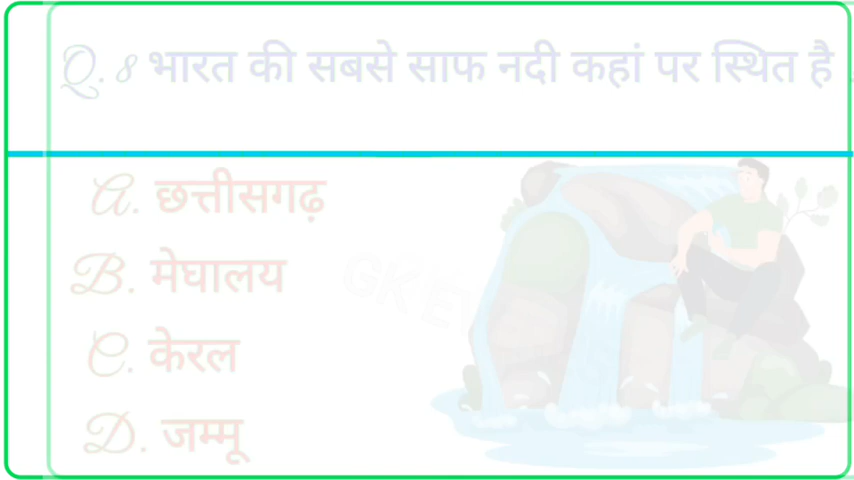 Q. 8 भारत की सबसे साफ नदी कहां पर स्थित है
A. छत्तीसगढ़
B. मेघालय
C. केरल
D. जम्मू